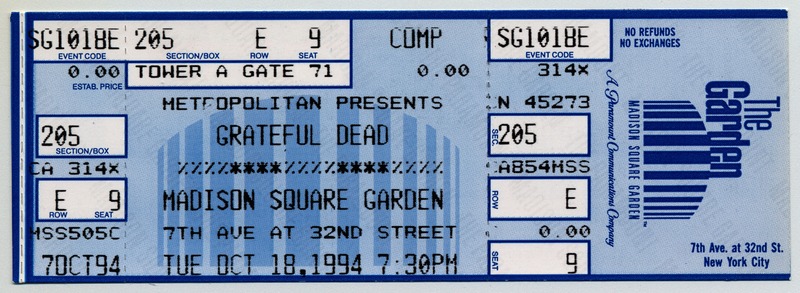 SG1018E 205 E 9 COMP SG1018E
EVENT CODE SECTION/BOX ROW SEAT EVENT CODE
0.00 TOWER A GATE 71 0.00 314X
ESTAB. PRICE
METROPOLITAN PRESENTS CN 45273
205 GRATEFUL DEAD SEC. 205
SECTION/BOX
CA 314X %%%%****%%%%****%%%% CA854MSS
E 9 MADISON SQUARE GARDEN ROW E
ROW SEAT
MSS505C 7TH AVE AT 32ND STREET 0.00
7OCT94 TUE OCT 18,1994 7:30PM SEAT 9
NO REFUNDS
NO EXCHANGES
The Garden
MADISON SQUARE GARDEN
A Paramount Communications Company
7th Ave. at 32nd St.
New York City